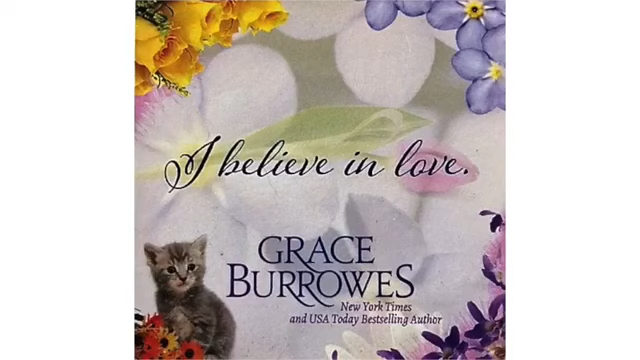 I believe in love.
GRACE
BURROWES
New York Times
and USA Today Bestselling Author